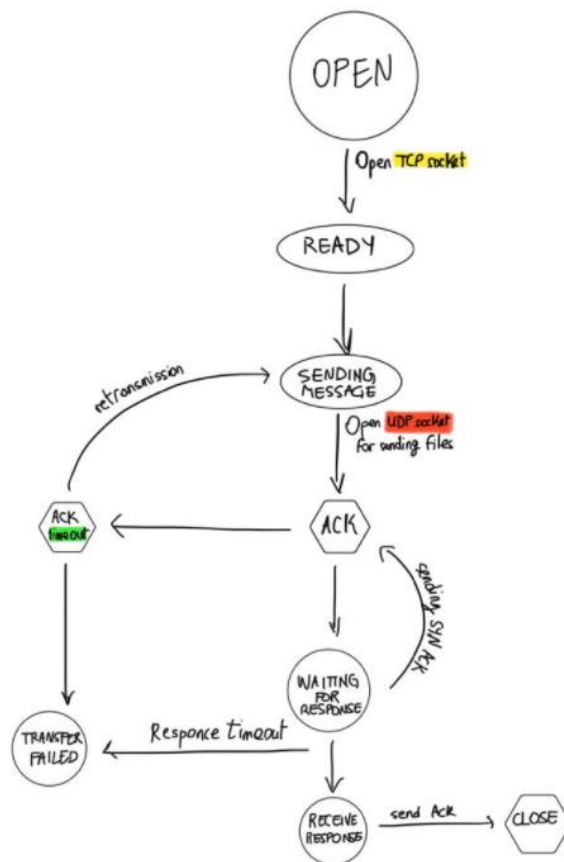 OPEN
Open TCP socket
READY
retransmission
SENDING
MESSAGE
Open UDP socket
for sending files
ACK
timeout
ACK
sending SYN ACK
WAITING
FOR
RESPONSE
Responce timeout
TRANSFER
FAILED
RECEIVE
RESPONSE
send Ack
CLOSE